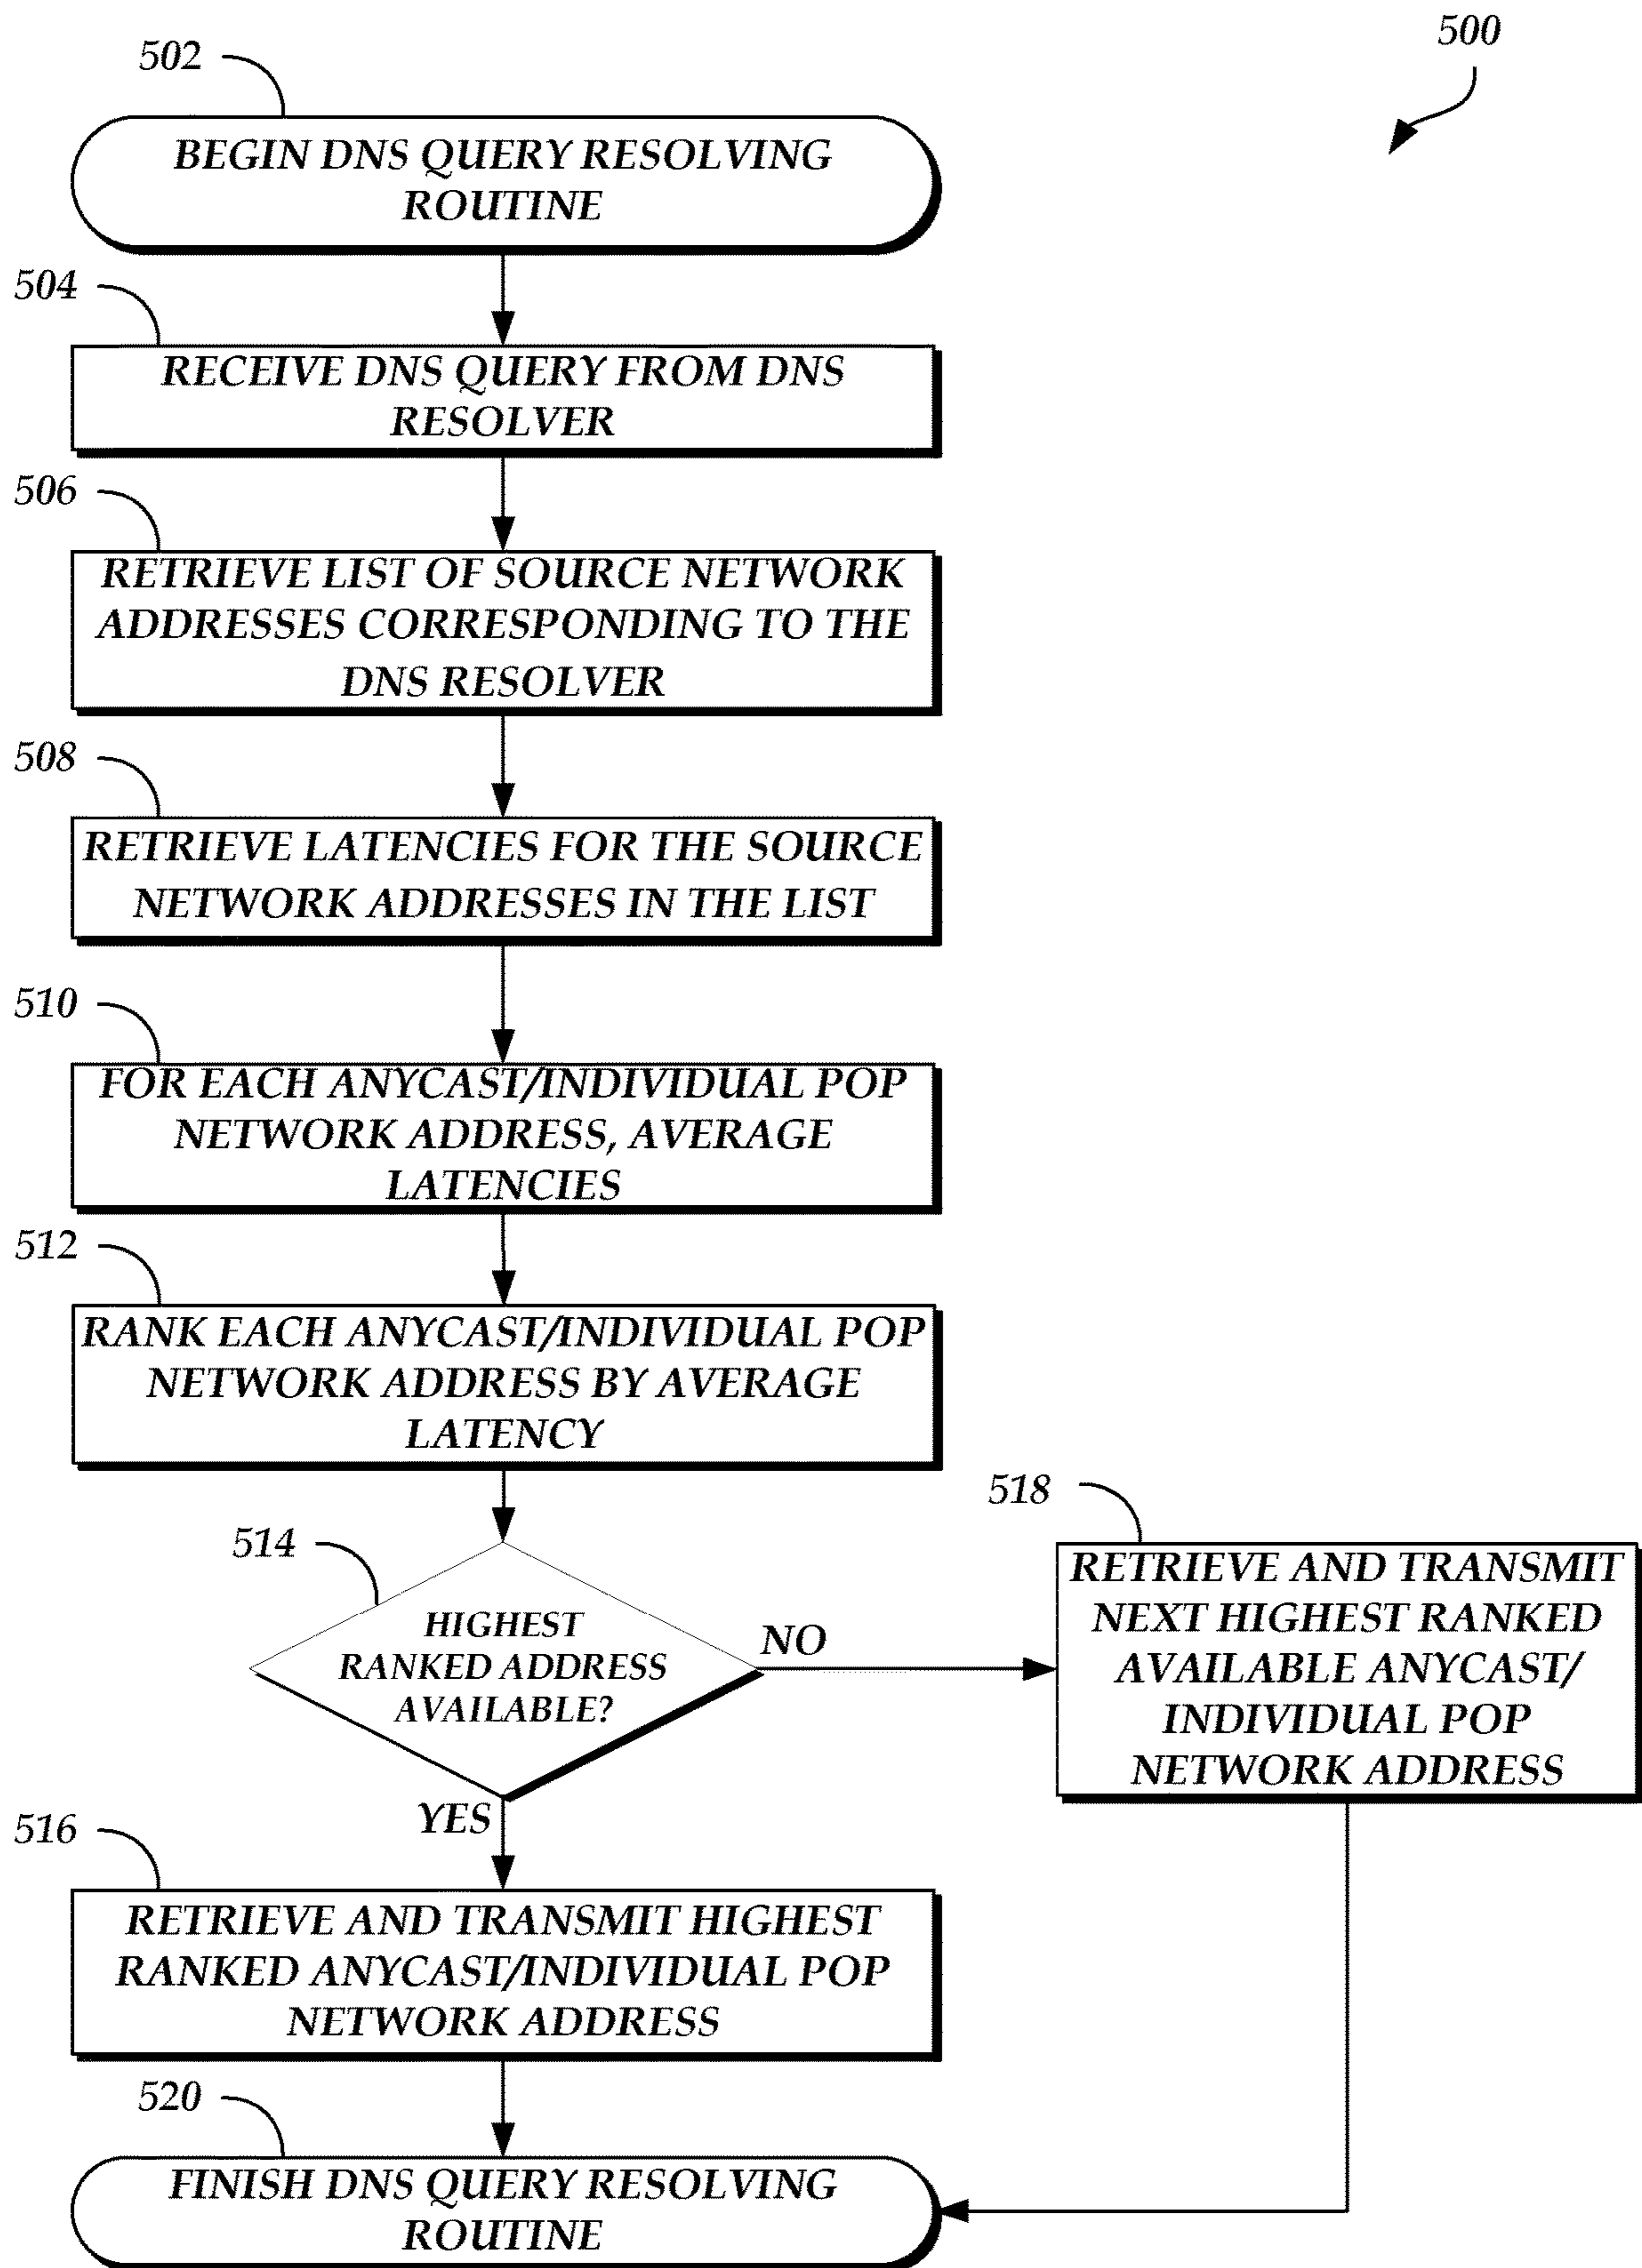 500
502
BEGIN DNS QUERY RESOLVING
ROUTINE
504
RECEIVE DNS QUERY FROM DNS
RESOLVER
506
RETRIEVE LIST OF SOURCE NETWORK
ADDRESSES CORRESPONDING TO THE
DNS RESOLVER
508
RETRIEVE LATENCIES FOR THE SOURCE
NETWORK ADDRESSES IN THE LIST
510
FOR EACH ANYCAST/INDIVIDUAL POP
NETWORK ADDRESS, AVERAGE
LATENCIES
512
RANK EACH ANYCAST/INDIVIDUAL POP
NETWORK ADDRESS BY AVERAGE
LATENCY
514
HIGHEST
RANKED ADDRESS
AVAILABLE?
NO
518
RETRIEVE AND TRANSMIT
NEXT HIGHEST RANKED
AVAILABLE ANYCAST/
INDIVIDUAL POP
NETWORK ADDRESS
YES
516
RETRIEVE AND TRANSMIT HIGHEST
RANKED ANYCAST/INDIVIDUAL POP
NETWORK ADDRESS
520
FINISH DNS QUERY RESOLVING
ROUTINE